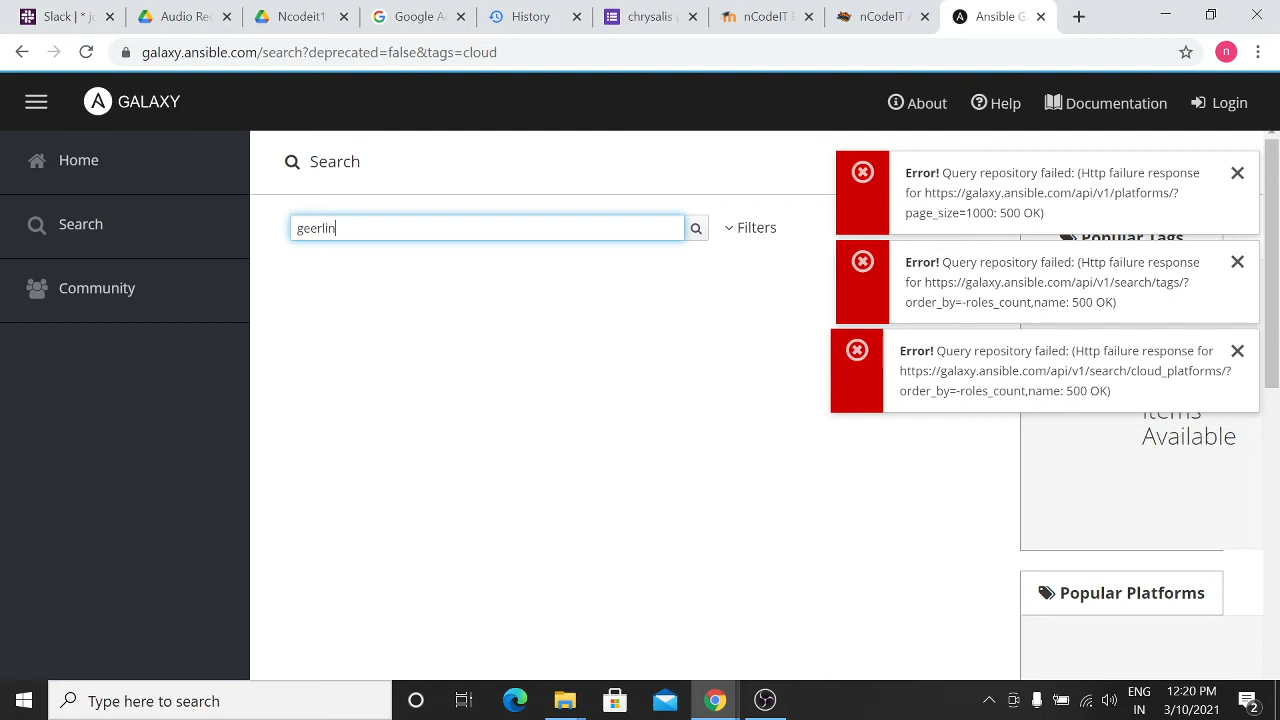 Slack | * j
Audio Rec
Ncodeit1
Google A
History
chrysalis p
nCodeIT F
nCodeIT /
Ansible G
galaxy.ansible.com/search?deprecated=false&tags=cloud
n
A GALAXY
About
Help
Documentation
Login
Home
Search
Community
Search
geerlin
Filters
Error! Query repository failed: (Http failure response
for https://galaxy.ansible.com/api/v1/platforms/?
page_size=1000: 500 OK)
Popular Tags
Error! Query repository failed: (Http failure response
for https://galaxy.ansible.com/api/v1/search/tags/?
order_by=-roles_count,name: 500 OK)
Error! Query repository failed: (Http failure response for
https://galaxy.ansible.com/api/v1/search/cloud_platforms/?
order_by=-roles_count,name: 500 OK)
Items
Available
Popular Platforms
Type here to search
ENG
IN
12:20 PM
3/10/2021
2